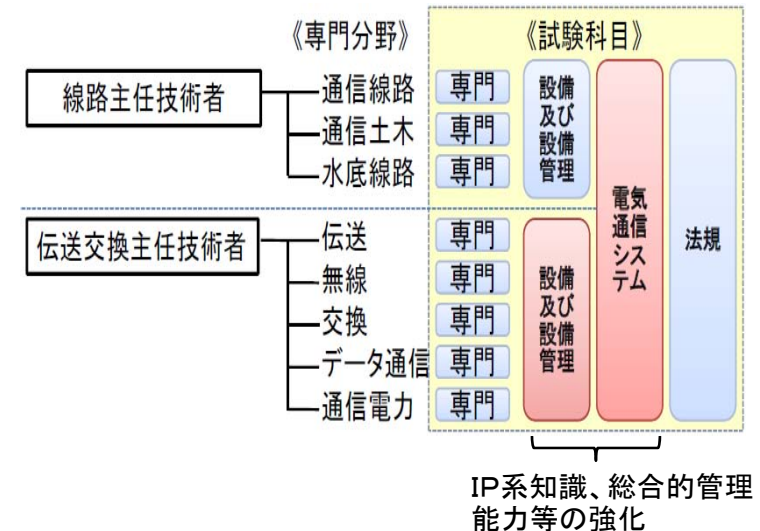 《専門分野》
《試験科目》
線路主任技術者
通信線路
専門
通信土木
専門
水底線路
専門
設備
及び
設備
管理
伝送交換主任技術者
伝送
専門
無線
専門
交換
専門
データ通信
専門
通信電力
専門
設備
及び
設備
管理
電気
通信
シス
テム
法規
IP系知識、総合的管理
能力等の強化